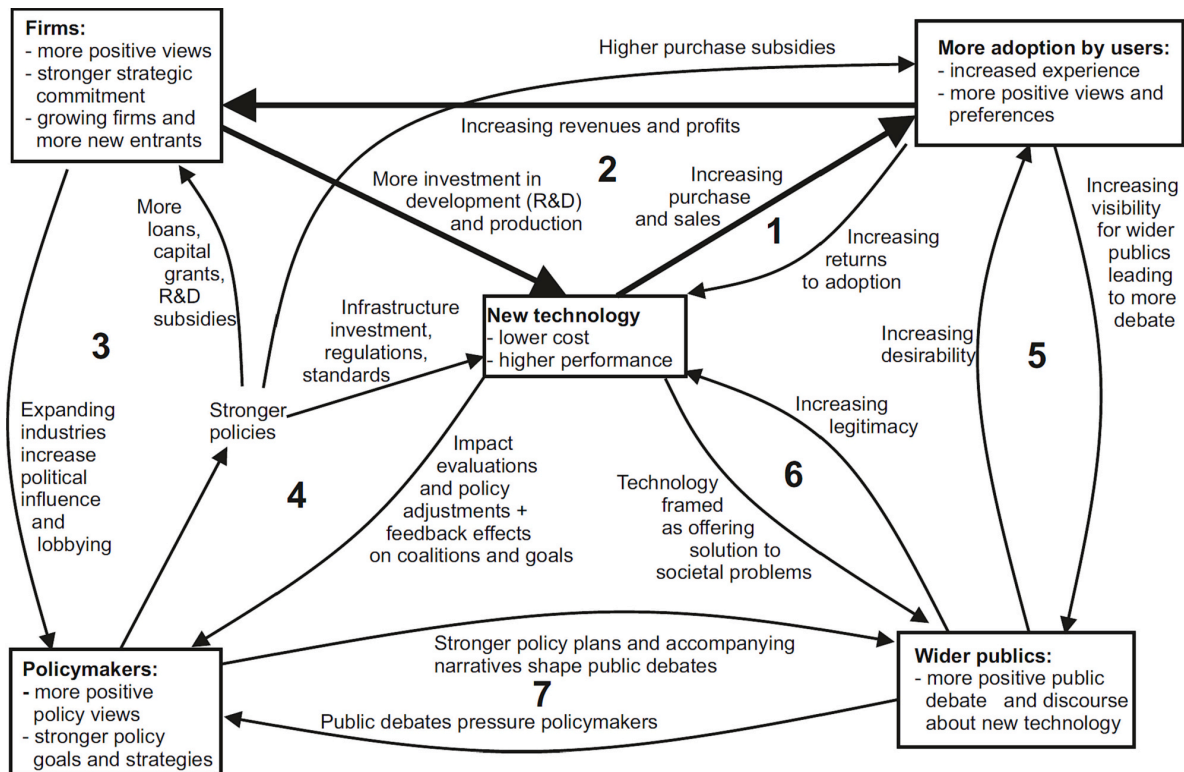 Firms:
- more positive views
- stronger strategic
commitment
- growing firms and
more new entrants
Higher purchase subsidies
More adoption by users:
- increased experience
- more positive views and
preferences
Increasing revenues and profits
2
More investment in
development (R&D)
and production
Increasing
purchase
and sales
1
Increasing
returns
to adoption
Increasing
visibility
for wider
publics
leading
to more
debate
More
loans,
capital
grants,
R&D
subsidies
3
Infrastructure
investment,
regulations,
standards
New technology
- lower cost
- higher performance
Increasing
desirability
5
Expanding
industries
increase
political
influence
and
lobbying
Stronger
policies
4
Impact
evaluations
and policy
adjustments +
feedback effects
on coalitions and goals
Increasing
legitimacy
6
Technology
framed
as offering
solution to
societal problems
Policymakers:
- more positive
policy views
- stronger policy
goals and strategies
Stronger policy plans and accompanying
narratives shape public debates
7
Public debates pressure policymakers
Wider publics:
- more positive public
debate and discourse
about new technology